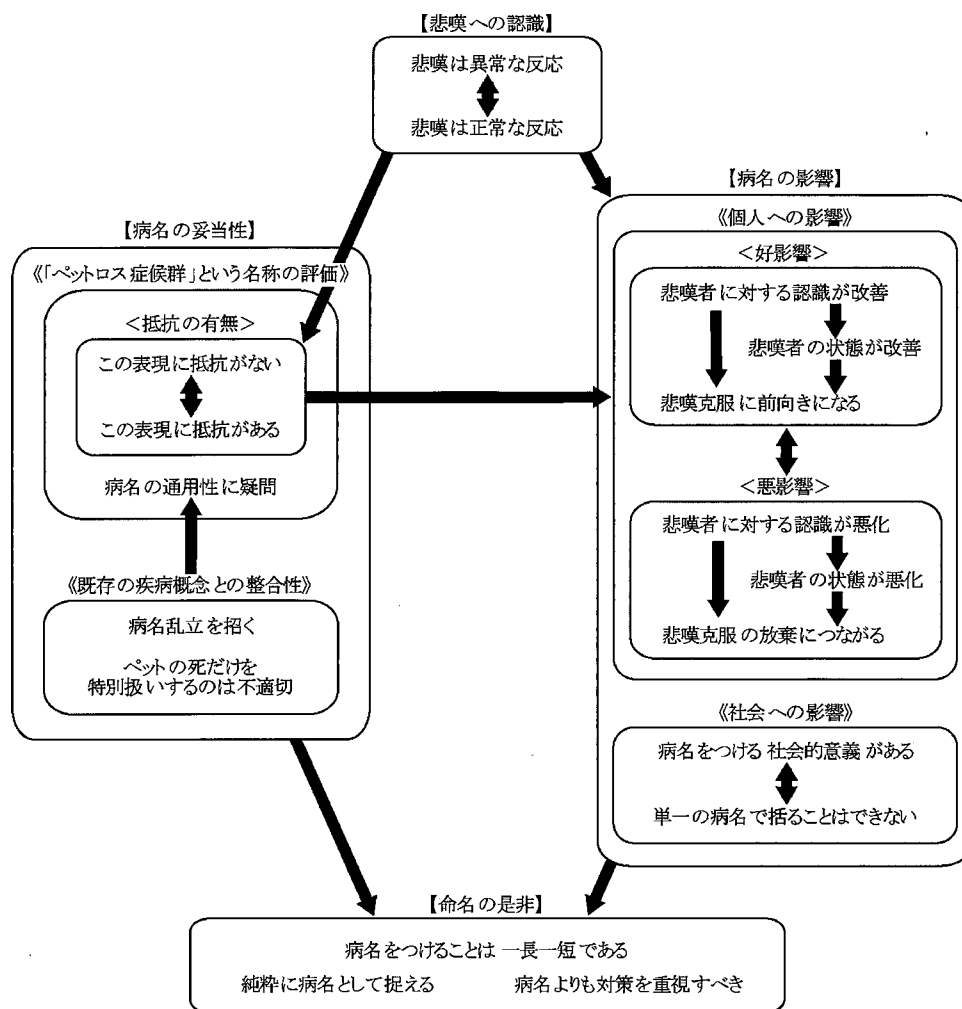 【悲嘆への認識】
悲嘆は異常な反応
悲嘆は正常な反応
【病名の妥当性】
《「ペットロス症候群」という名称の評価》
<抵抗の有無>
この表現に抵抗がない
この表現に抵抗がある
病名の通用性に疑問
《既存の疾病概念との整合性》
病名乱立を招く
ペットの死だけを
特別扱いするのは不適切
【病名の影響】
《個人への影響》
<好影響>
悲嘆者に対する認識が改善
悲嘆者の状態が改善
悲嘆克服に前向きになる
<悪影響>
悲嘆者に対する認識が悪化
悲嘆者の状態が悪化
悲嘆克服の放棄につながる
《社会への影響》
病名をつける社会的意義がある
単一の病名で括ることはできない
【命名の是非】
病名をつけることは一長一短である
純粋に病名として捉える 病名よりも対策を重視すべき